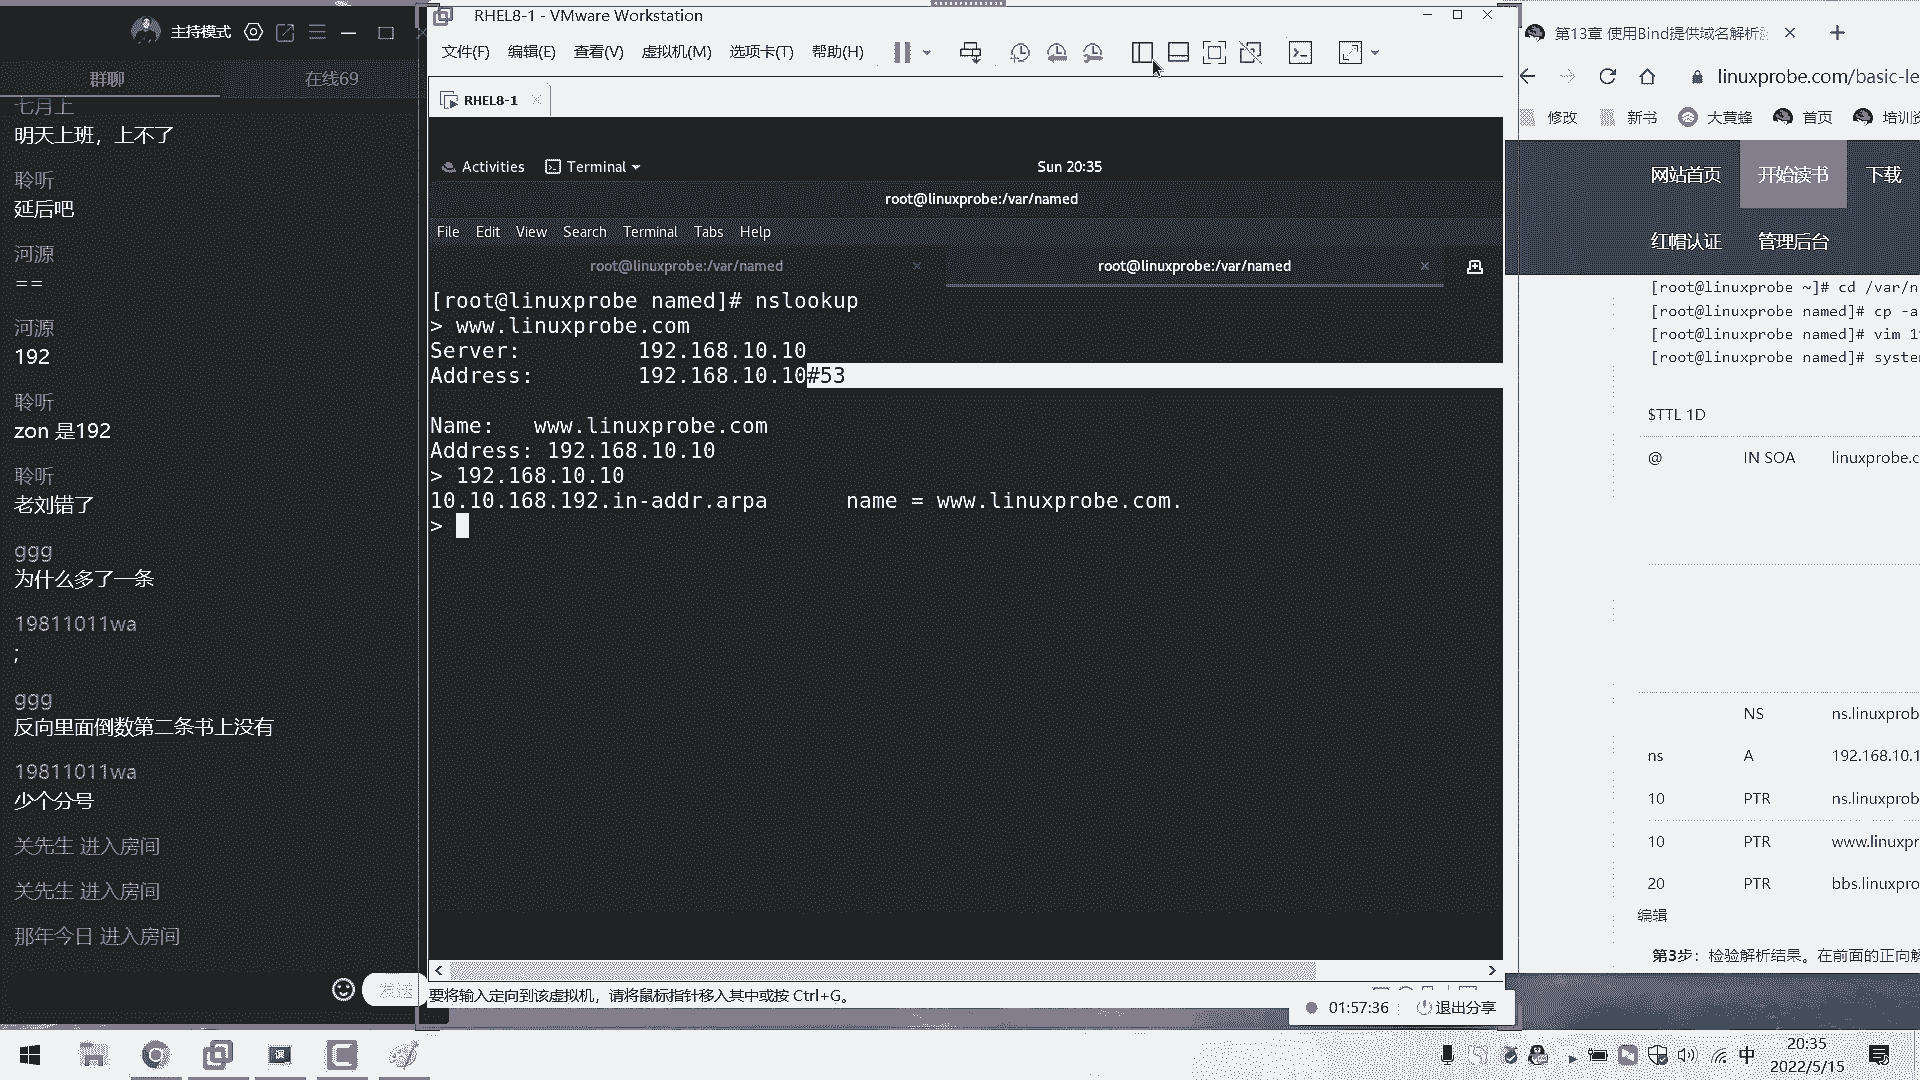 主持模式
群聊
在线69
七月上
明天上班，上不了
聆听
延后吧
河源
==
河源
192
聆听
zon 是192
聆听
老刘错了
ggg
为什么多了一条
19811011wa
;
ggg
反向里面倒数第二条书上没有
19811011wa
少个分号
关先生 进入房间
关先生 进入房间
那年今日 进入房间
发送
RHEL8-1 - VMware Workstation
文件(F) 编辑(E) 查看(V) 虚拟机(M) 选项卡(T) 帮助(H)
RHEL8-1
Activities Terminal Sun 20:35
root@linuxprobe:/var/named
File Edit View Search Terminal Tabs Help
root@linuxprobe:/var/named root@linuxprobe:/var/named
[root@linuxprobe named]# nslookup
> www.linuxprobe.com
Server: 192.168.10.10
Address: 192.168.10.10#53
Name: www.linuxprobe.com
Address: 192.168.10.10
> 192.168.10.10
10.10.168.192.in-addr.arpa name = www.linuxprobe.com.
>
要将输入定向到该虚拟机，请将鼠标指针移入其中或按 Ctrl+G。
01:57:36 退出分享
第13章 使用Bind提供域名解析
linuxprobe.com/basic-le
修改 新书 大黄蜂 首页 培训
网站首页 开始读书 下载
红帽认证 管理后台
[root@linuxprobe ~]# cd /var/n
[root@linuxprobe named]# cp -a
[root@linuxprobe named]# vim 1
[root@linuxprobe named]# syste
$TTL 1D
@ IN SOA linuxprobe.c
NS ns.linuxprob
ns A 192.168.10.1
10 PTR ns.linuxprob
10 PTR www.linuxpr
20 PTR bbs.linuxpro
编辑
第3步：检验解析结果。在前面的正向解
中
20:35
2022/5/15